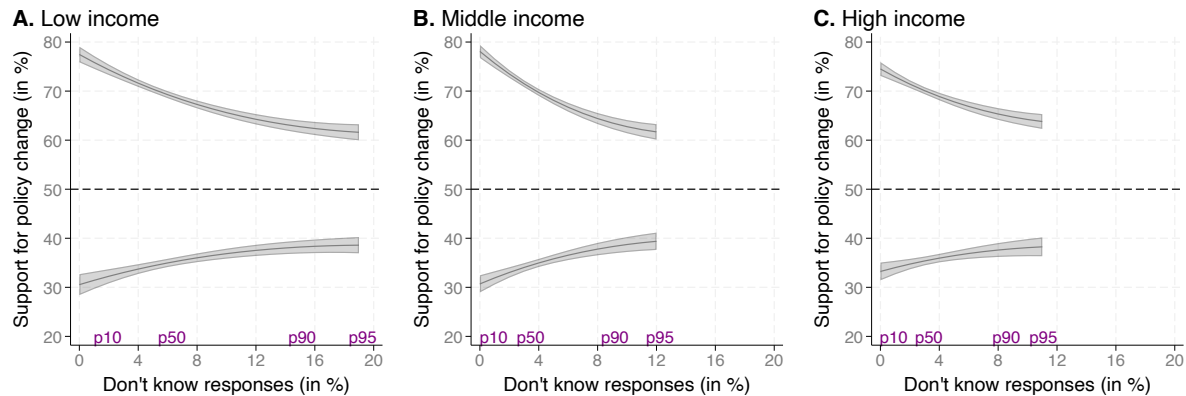 A. Low income
Support for policy change (in %)
80
70
60
50
40
30
20
p10 p50 p90 p95
0 4 8 12 16 20
Don't know responses (in %)
B. Middle income
Support for policy change (in %)
80
70
60
50
40
30
20
p10 p50 p90 p95
0 4 8 12 16 20
Don't know responses (in %)
C. High income
Support for policy change (in %)
80
70
60
50
40
30
20
p10 p50 p90 p95
0 4 8 12 16 20
Don't know responses (in %)